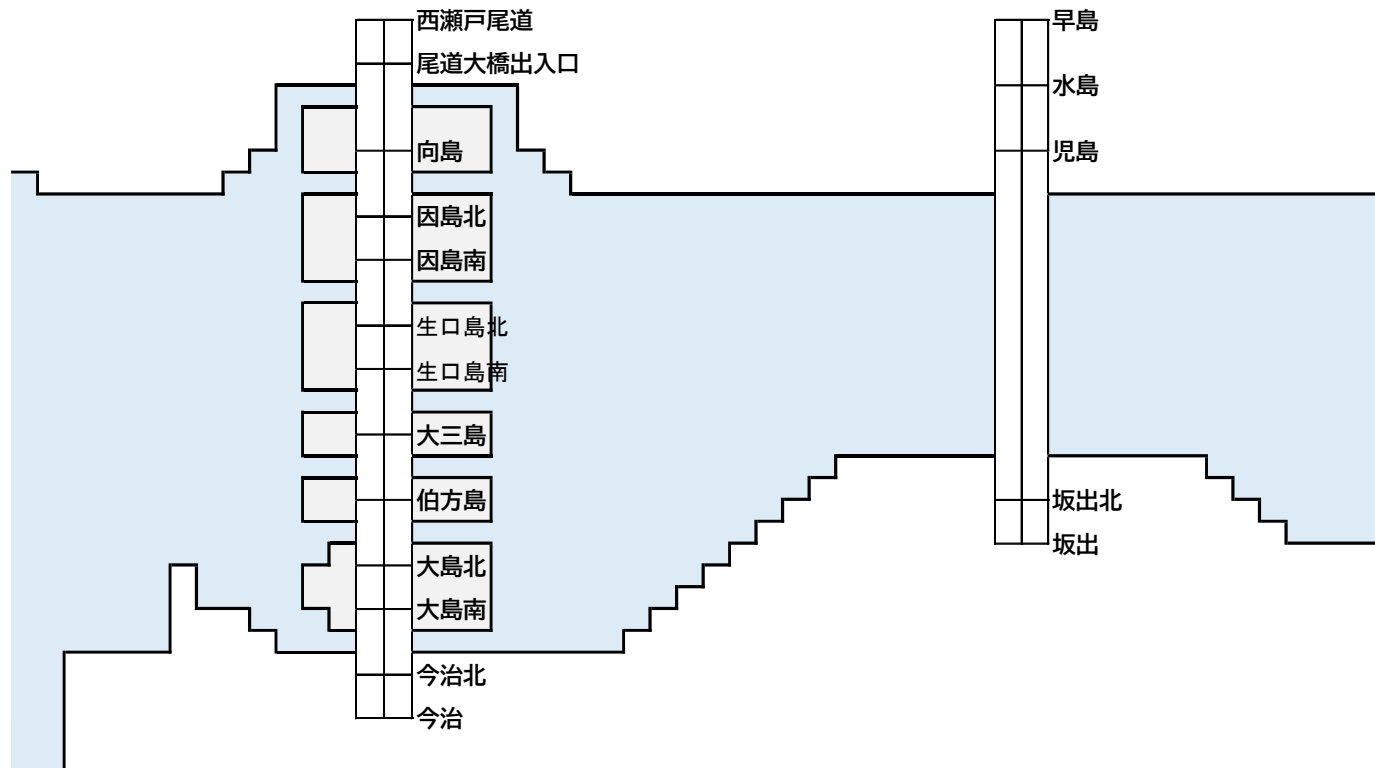 西瀬戸尾道
尾道大橋出入口
向島
因島北
因島南
生口島北
生口島南
大三島
伯方島
大島北
大島南
今治北
今治
早島
水島
児島
坂出北
坂出